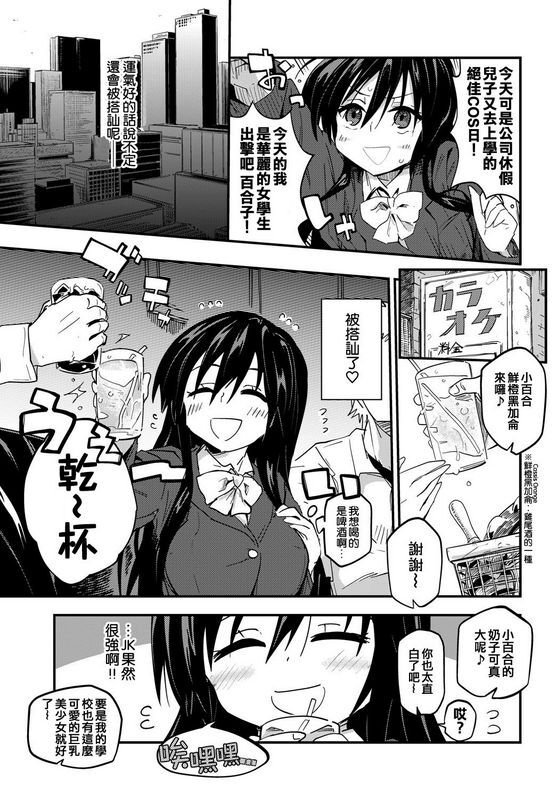 今天可是公司休假
兒子又去上學的
絕佳COS日！
今天的我
是華麗的女學生
出擊吧 百合子！
運氣好的話說不定
還會被搭訕呢
カラ
オケ
料金
小百合
鮮橙黑加侖
來囉♪
※鮮橙黑加侖…雞尾酒的一種
Cassis Orange
被搭訕了♡
乾～杯
我想喝的
是啤酒啊…
謝謝～
小百合的
奶子可真
大呢♪
你也太直
白了吧～
哎？
…JK果然
很強啊!!
要是我的學
校也有這麼
可愛的巨乳
美少女就好
了～
唉嘿嘿